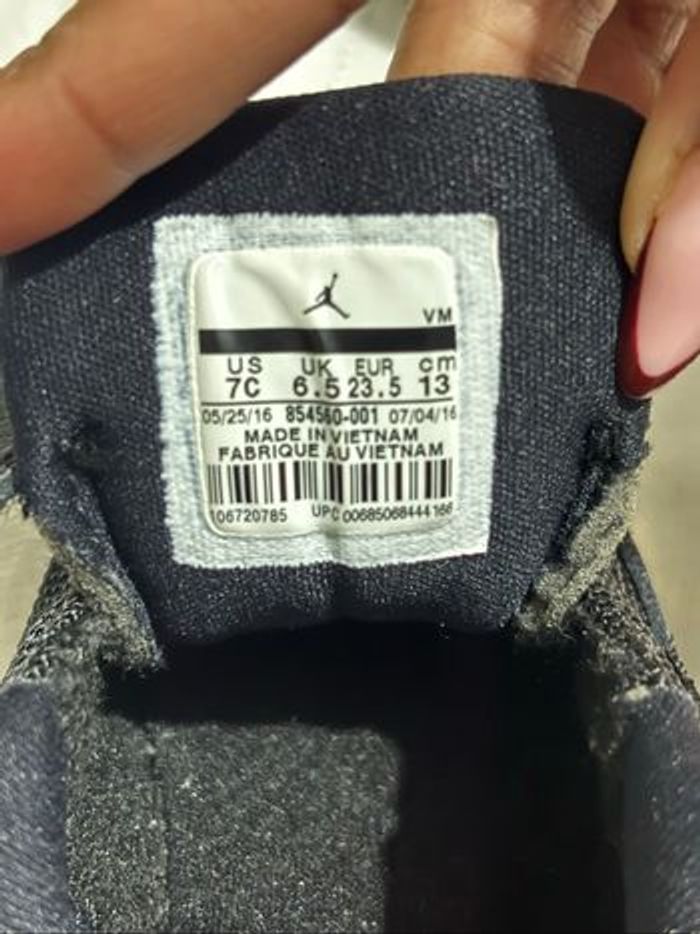 VM
US UK EUR cm
7C 6.5 23.5 13
05/25/16 854560-001 07/04/16
MADE IN VIETNAM
FABRIQUE AU VIETNAM
106720785 UPC 00685068444166